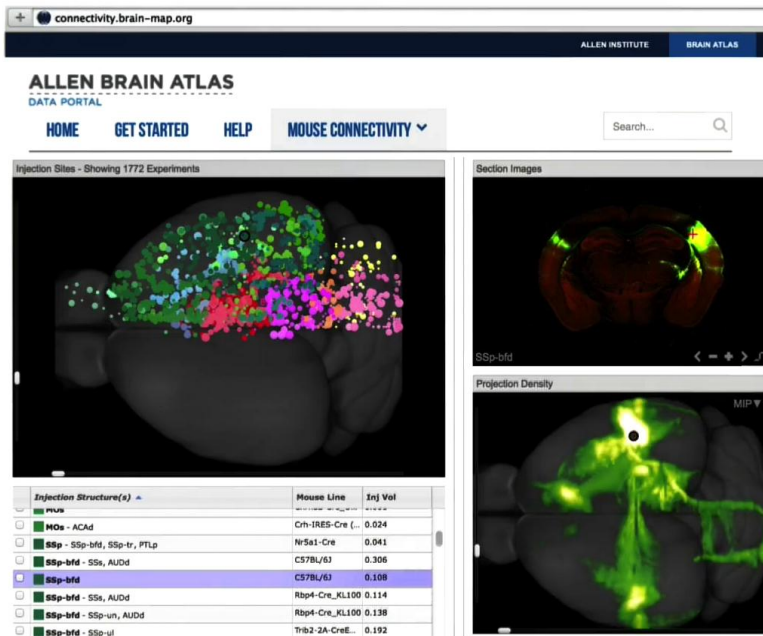 connectivity.brain-map.org
ALLEN INSTITUTE
BRAIN ATLAS
ALLEN BRAIN ATLAS
DATA PORTAL
HOME
GET STARTED
HELP
MOUSE CONNECTIVITY
Search...
Injection Sites - Showing 1772 Experiments
Section Images
SSp-bfd
Projection Density
MIP
Injection Structure(s) Mouse Line Inj Vol
MOs
MOs - ACAd Crh-IRES-Cre (... 0.024
SSp - SSp-bfd, SSp-tr, PTLp Nr5a1-Cre 0.041
SSp-bfd - SSs, AUDd C57BL/6J 0.306
SSp-bfd C57BL/6J 0.108
SSp-bfd - SSs, AUDd Rbp4-Cre_KL100 0.114
SSp-bfd - SSp-un, AUDd Rbp4-Cre_KL100 0.138
SSp-bfd - SSp-ul Trib2-2A-CreE... 0.192